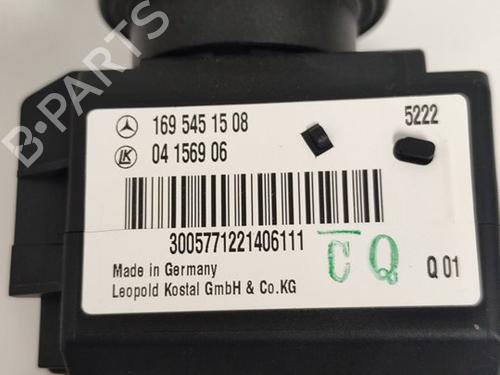 B-PARTS
169 545 15 08 5222
LK 04 1569 06
3005771221406111
C Q
Made in Germany Q 01
Leopold Kostal GmbH & Co.KG